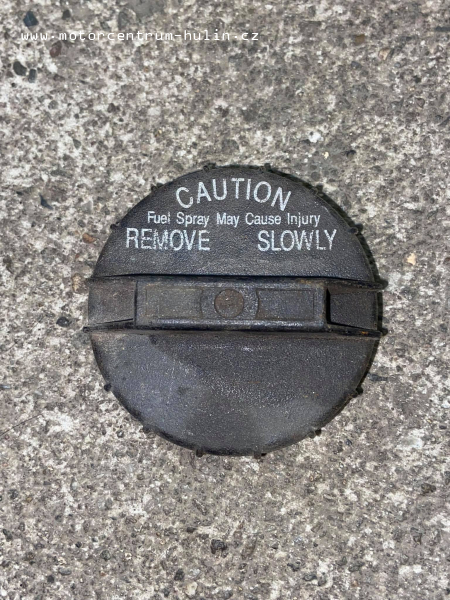 www.motorcentrum-hulin.cz
CAUTION
Fuel Spray May Cause Injury
REMOVE SLOWLY